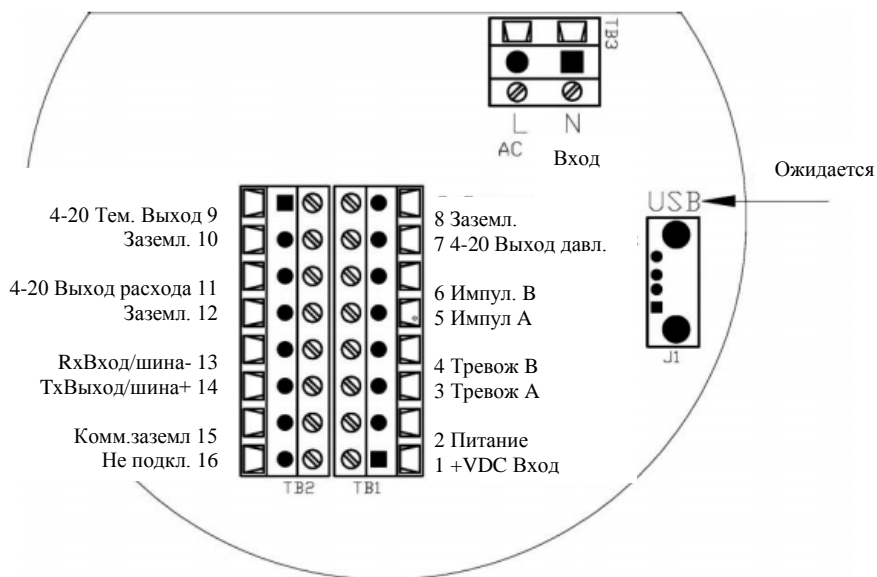 TB3
L N
AC Вход
Ожидается
USB
4-20 Тем. Выход 9
Заземл. 10
4-20 Выход расхода 11
Заземл. 12
RxВход/шина- 13
TxВыход/шина+ 14
Комм.заземл 15
Не подкл. 16
8 Заземл.
7 4-20 Выход давл.
6 Импул. В
5 Импул А
4 Тревож В
3 Тревож А
2 Питание
1 +VDC Вход
J1
TB2 TB1